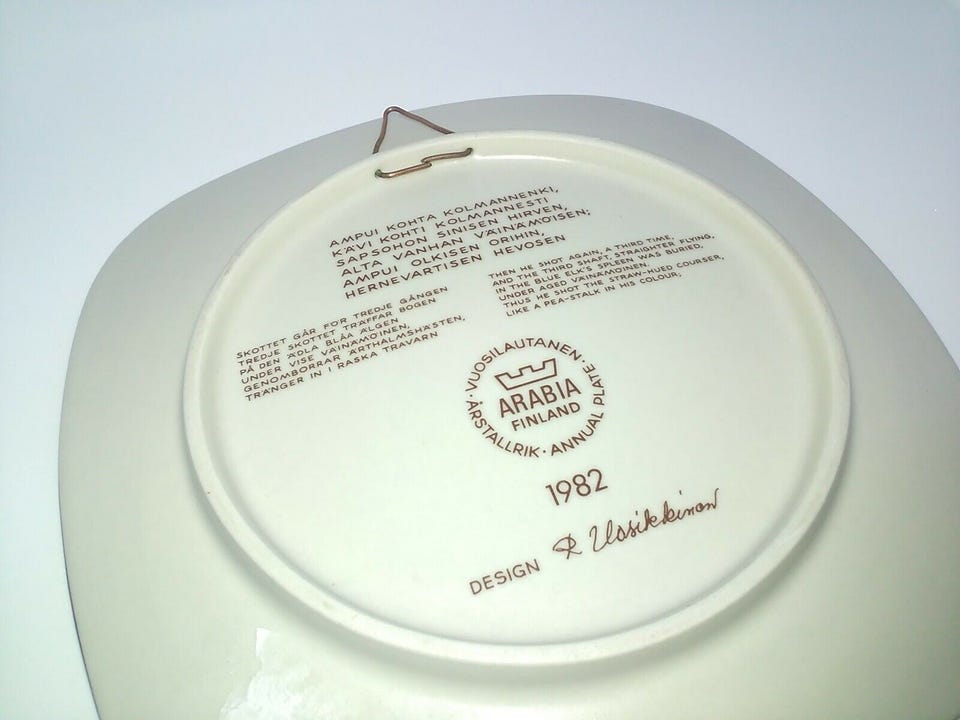 AMPUI KOHTA KOLMANNENKI,
KÄVI KOHTI KOLMANNESTI
SAPSOHON SINISEN HIRVEN,
ALTA VANHAN VÄINÄMÖISEN;
AMPUI OLKISEN ORIHIN,
HERNEVARTISEN HEVOSEN
SKOTTET GÅR FÖR TREDJE GÅNGEN
TREDJE SKOTTET TRÄFFAR BOGEN
PÅ DEN ÄDLA BLÅA ÄLGEN
UNDER VISE VÄINÄMÖINEN,
GENOMBORRAR ÄRTHALMSHÄSTEN,
TRÄNGER IN I RASKA TRAVARN
THEN HE SHOT AGAIN, A THIRD TIME,
AND THE THIRD SHAFT, STRAIGHTER FLYING,
IN THE BLUE ELK'S SPLEEN WAS BURIED,
UNDER AGED VÄINÄMÖINEN.
THUS HE SHOT THE STRAW-HUED COURSER,
LIKE A PEA-STALK IN HIS COLOUR;
· VUOSILAUTANEN · ANNUAL PLATE · ÅRSTALLRIK
ARABIA
FINLAND
1982
DESIGN R Uosikkinen